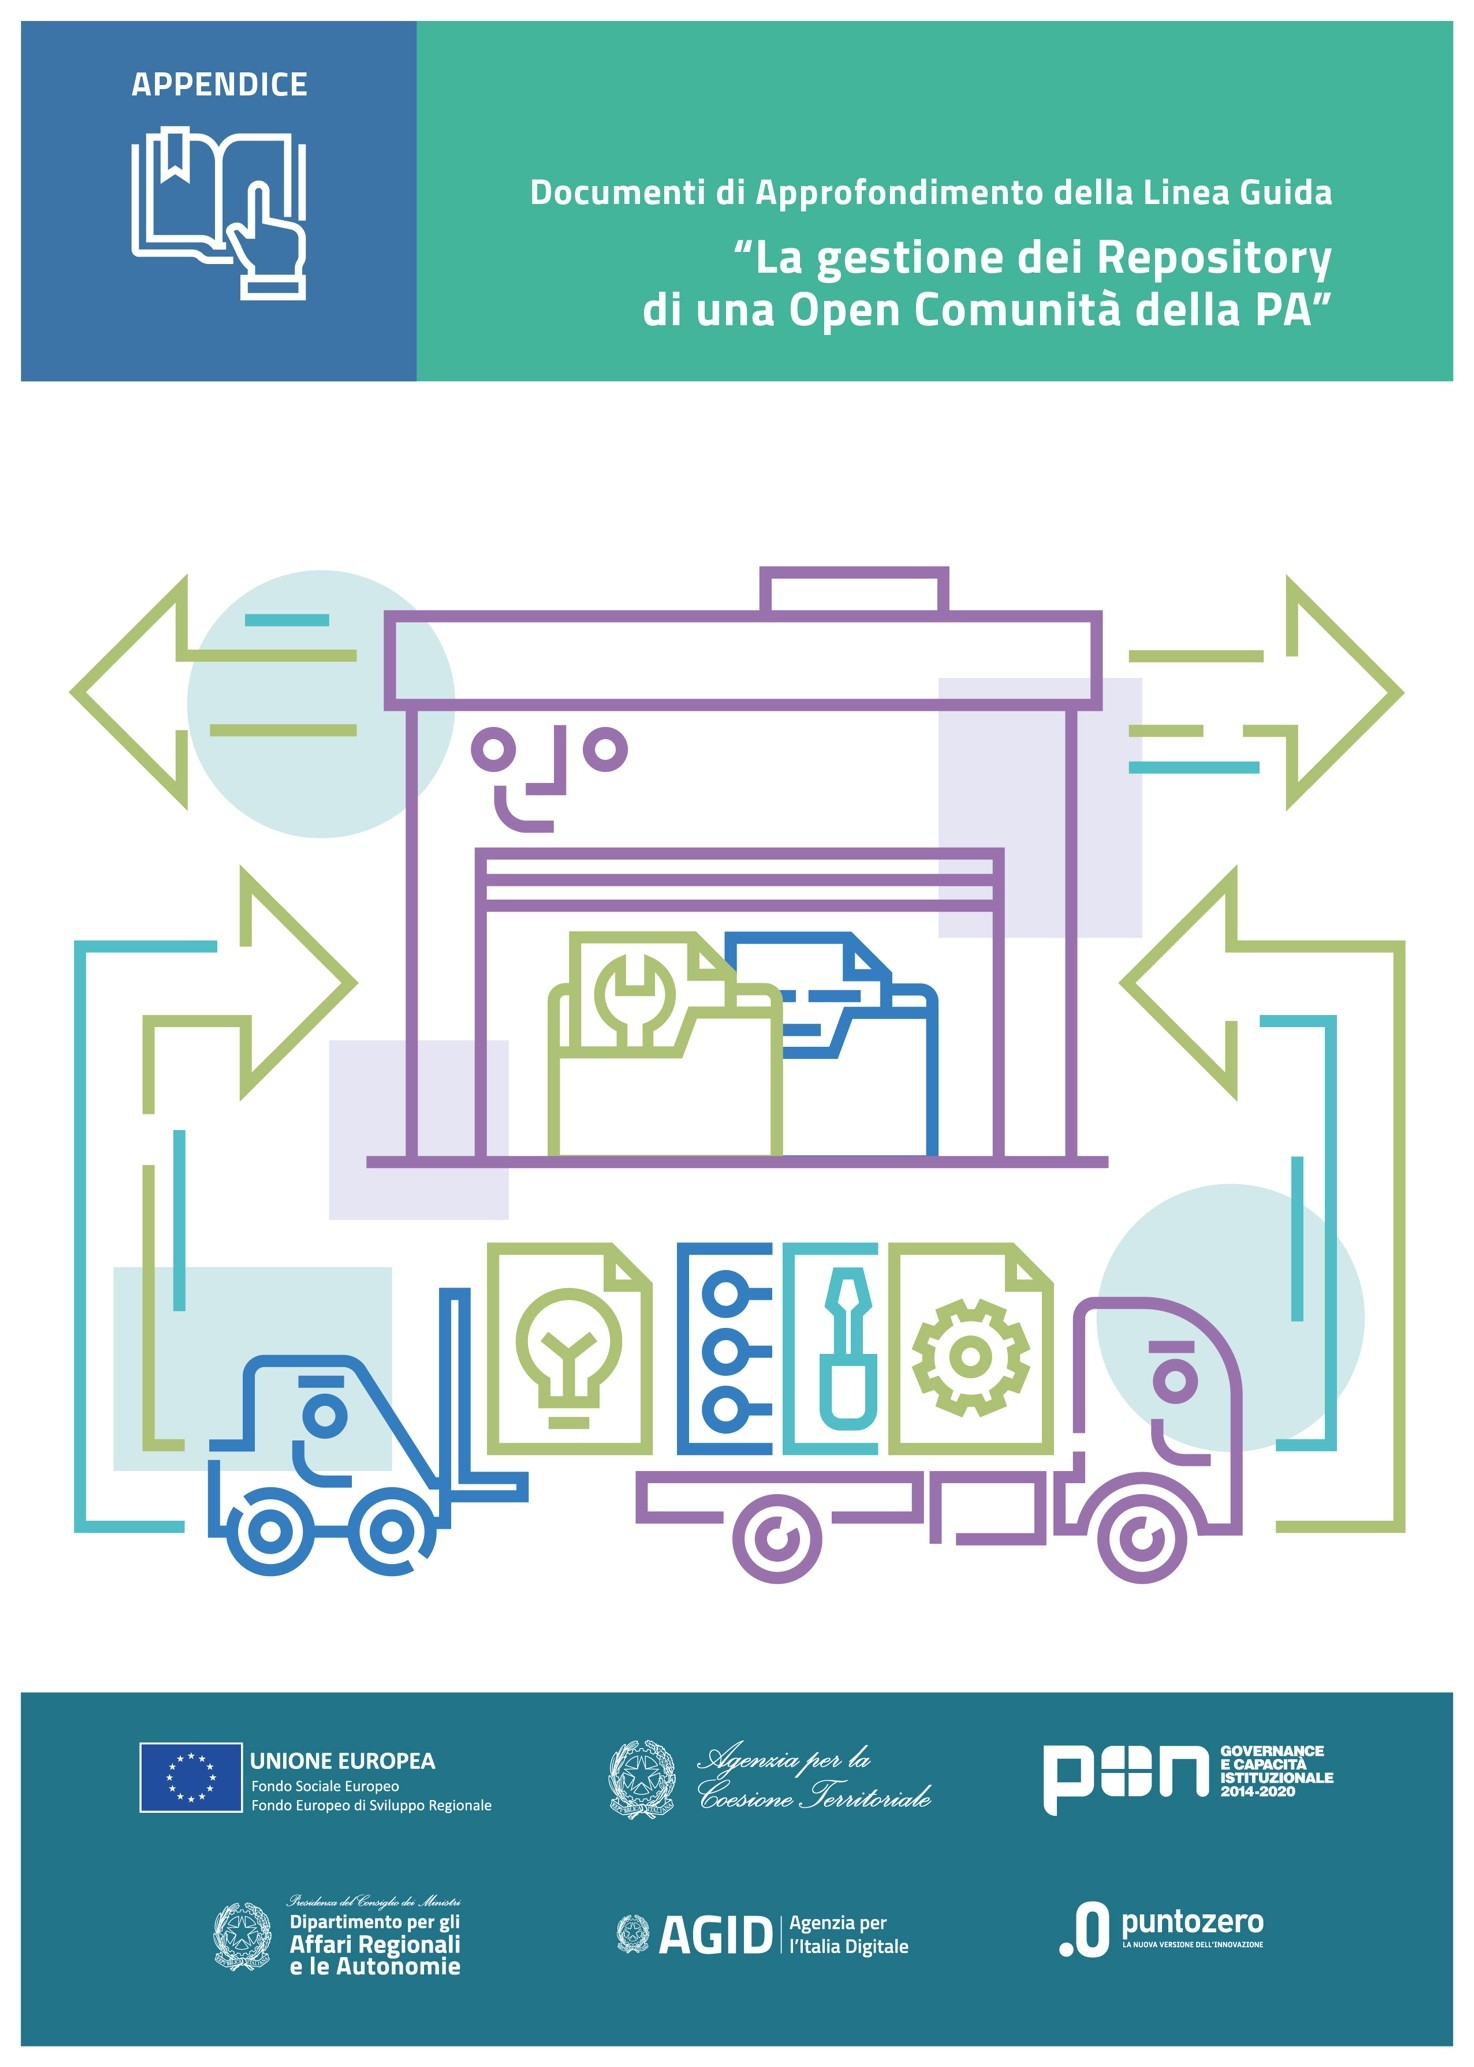 APPENDICE
Documenti di Approfondimento della Linea Guida
“La gestione dei Repository
di una Open Comunità della PA”
UNIONE EUROPEA
Fondo Sociale Europeo
Fondo Europeo di Sviluppo Regionale
Agenzia per la
Coesione Territoriale
pon
GOVERNANCE
E CAPACITÀ
ISTITUZIONALE
2014-2020
Presidenza del Consiglio dei Ministri
Dipartimento per gli
Affari Regionali
e le Autonomie
AGID
Agenzia per
l’Italia Digitale
.0 puntozero
LA NUOVA VERSIONE DELL’INNOVAZIONE